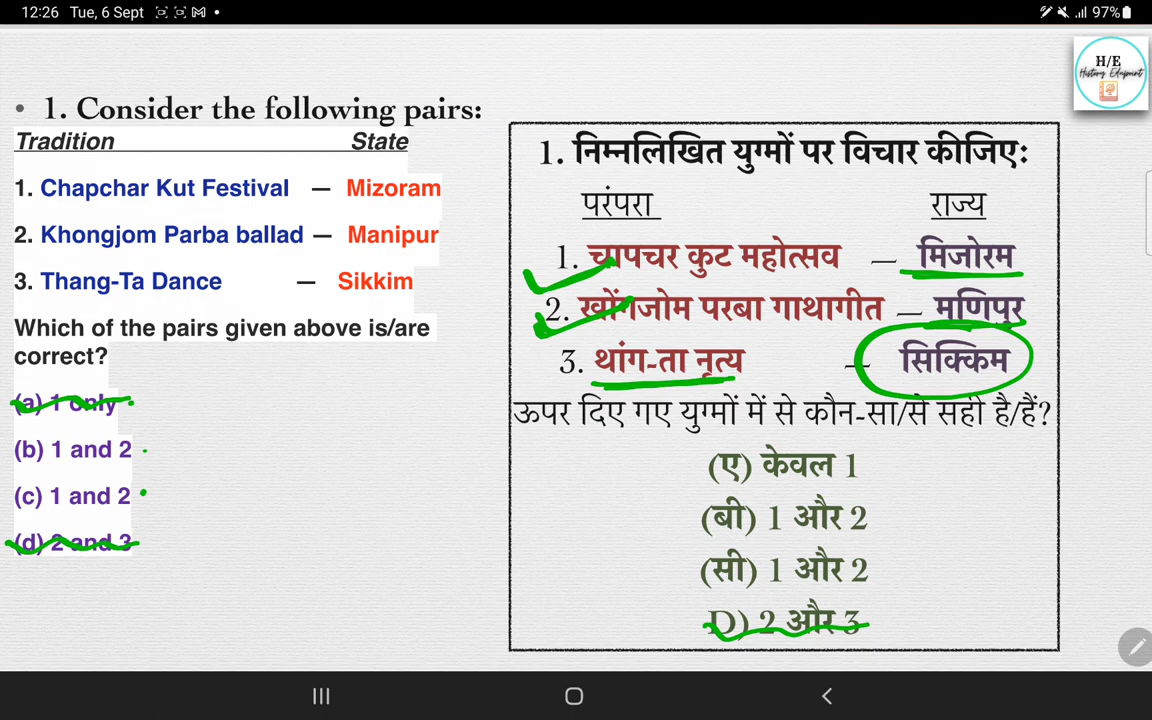 12:26 Tue, 6 Sept
97%
H/E
History Edupoint
• 1. Consider the following pairs:
Tradition State
1. Chapchar Kut Festival — Mizoram
2. Khongjom Parba ballad — Manipur
3. Thang-Ta Dance — Sikkim
Which of the pairs given above is/are
correct?
(a) 1 only
(b) 1 and 2
(c) 1 and 2
(d) 2 and 3
1. निम्नलिखित युग्मों पर विचार कीजिए:
परंपरा राज्य
1. चापचर कुट महोत्सव — मिजोरम
2. खोंगजोम परबा गाथागीत — मणिपुर
3. थांग-ता नृत्य — सिक्किम
ऊपर दिए गए युग्मों में से कौन-सा/से सही है/हैं?
(ए) केवल 1
(बी) 1 और 2
(सी) 1 और 2
D) 2 और 3